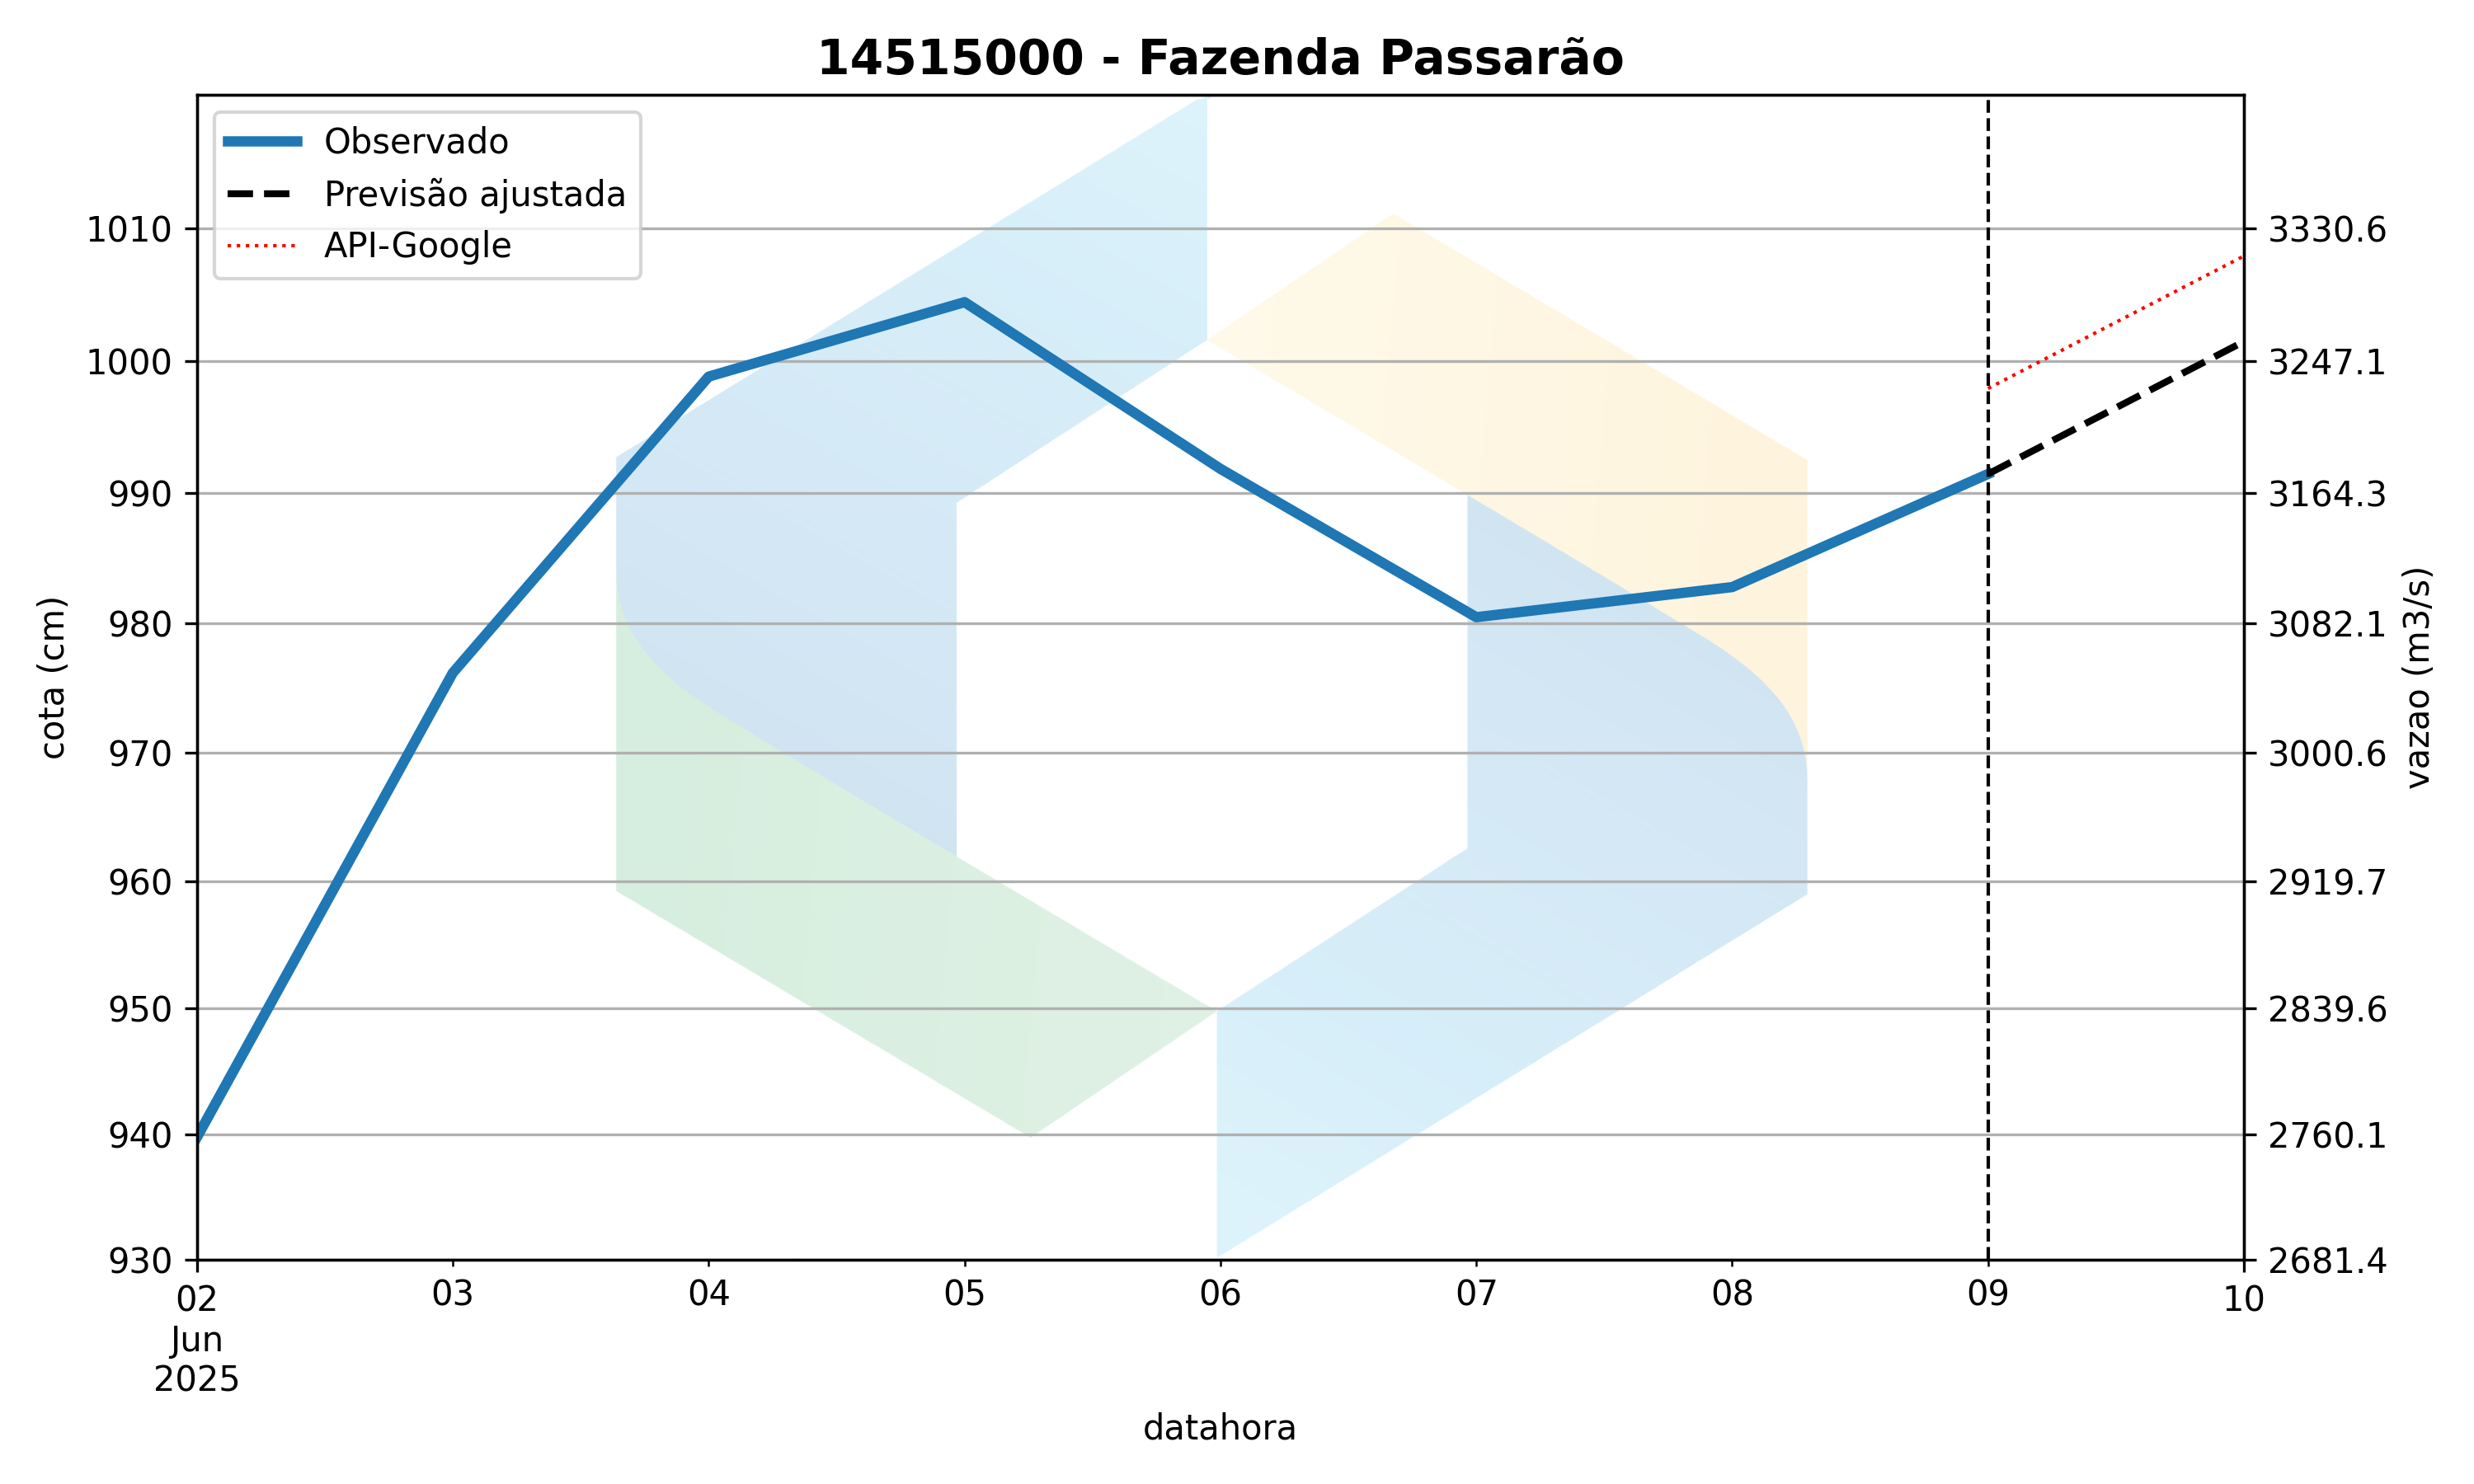 14515000 - Fazenda Passarão
Observado
Previsão ajustada
API-Google
cota (cm)
1010
1000
990
980
970
960
950
940
930
3330.6
3247.1
3164.3
3082.1
3000.6
2919.7
2839.6
2760.1
2681.4
vazao (m3/s)
02 03 04 05 06 07 08 09 10
Jun
2025
datahora